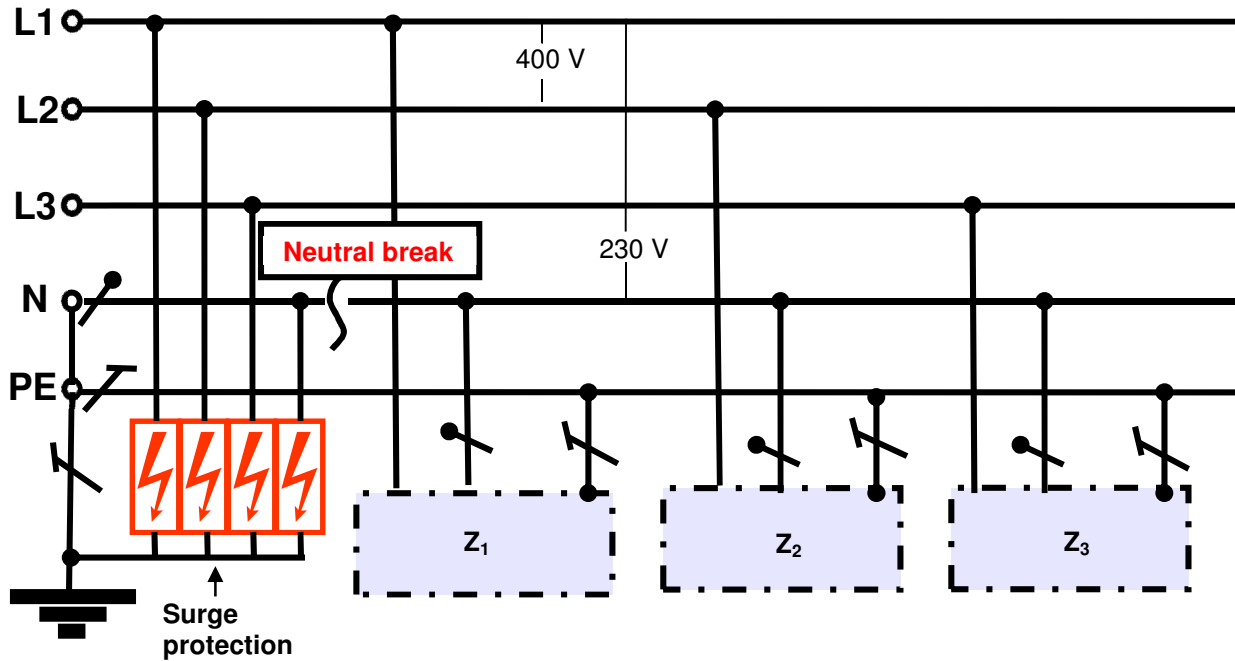 L1
400 V
L2
L3
Neutral break
230 V
N
PE
Z1
Z2
Z3
Surge
protection